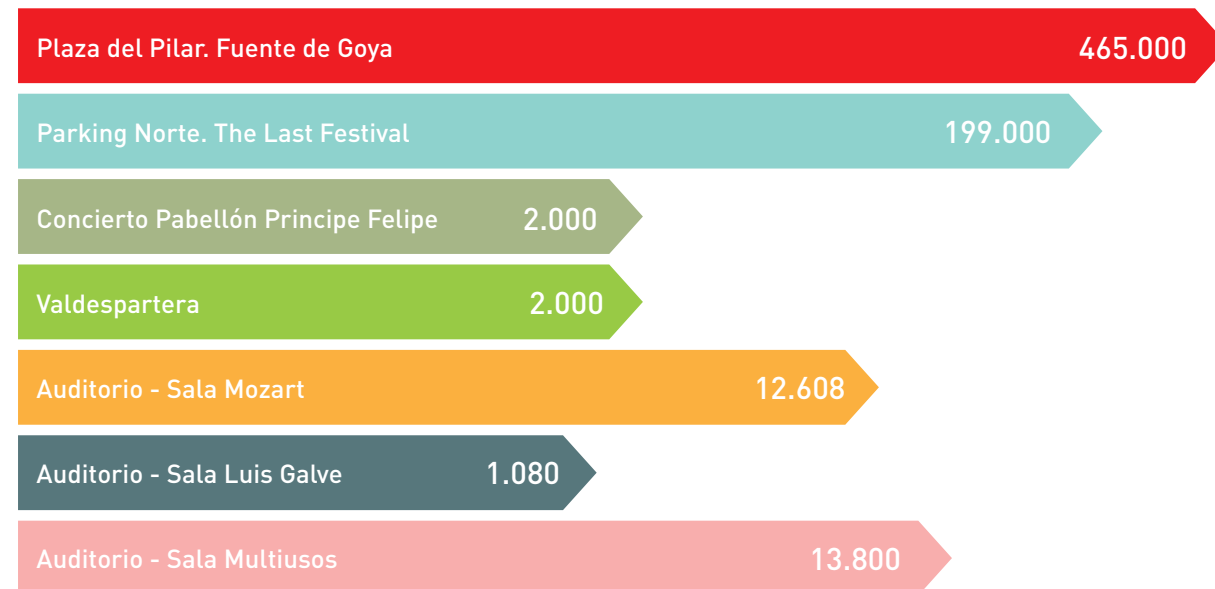 Plaza del Pilar. Fuente de Goya 465.000
Parking Norte. The Last Festival 199.000
Concierto Pabellón Principe Felipe 2.000
Valdespartera 2.000
Auditorio - Sala Mozart 12.608
Auditorio - Sala Luis Galve 1.080
Auditorio - Sala Multiusos 13.800